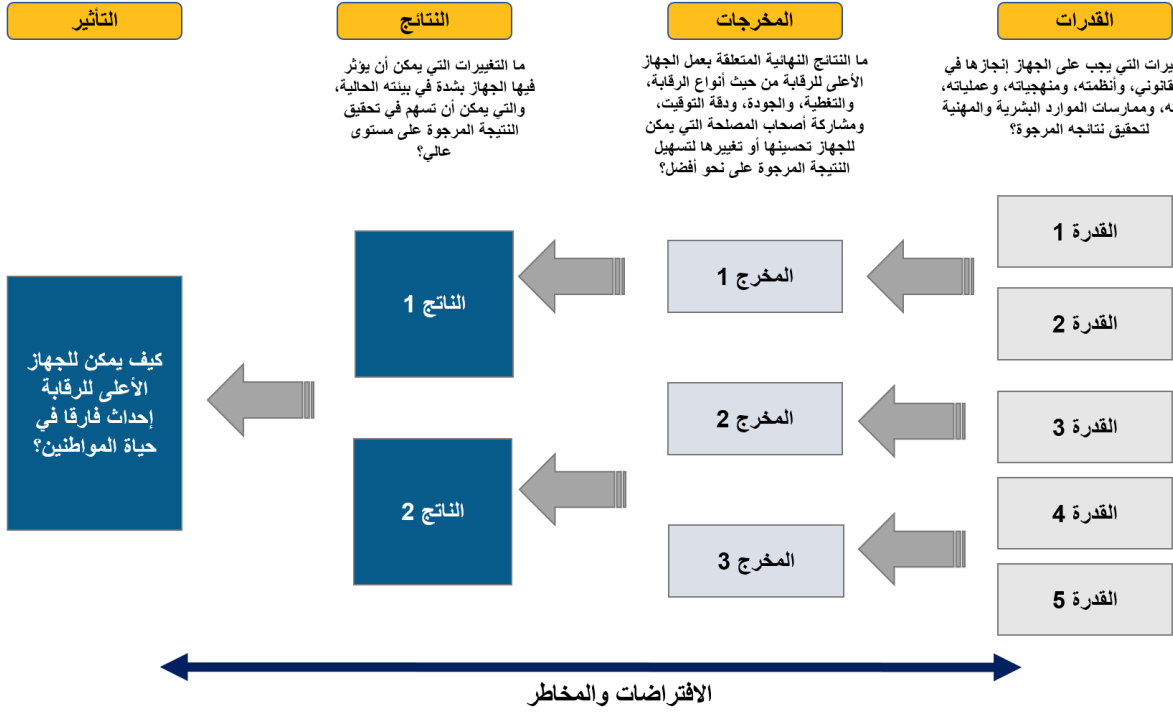 القدرات
يرات التي يجب على الجهاز إنجازها في
قانوني، وأنظمته، ومنهجياته، وعملياته،
ه، وممارسات الموارد البشرية والمهنية
لتحقيق نتائجه المرجوة؟
القدرة 1
القدرة 2
القدرة 3
القدرة 4
القدرة 5
المخرجات
ما النتائج النهائية المتعلقة بعمل الجهاز
الأعلى للرقابة من حيث أنواع الرقابة،
والتغطية، والجودة، ودقة التوقيت،
ومشاركة أصحاب المصلحة التي يمكن
للجهاز تحسينها أو تغييرها لتسهيل
النتيجة المرجوة على نحو أفضل؟
المخرج 1
المخرج 2
المخرج 3
النتائج
ما التغييرات التي يمكن أن يؤثر
فيها الجهاز بشدة في بيئته الحالية،
والتي يمكن أن تسهم في تحقيق
النتيجة المرجوة على مستوى
عالي؟
الناتج 1
الناتج 2
التأثير
كيف يمكن للجهاز
الأعلى للرقابة
إحداث فارقا في
حياة المواطنين؟
الافتراضات والمخاطر